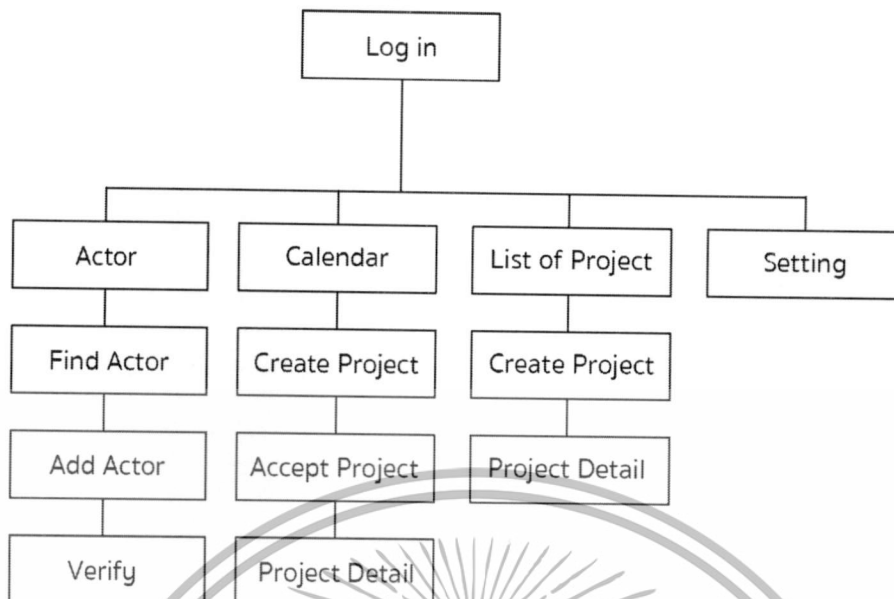 Log in
Actor
Calendar
List of Project
Setting
Find Actor
Create Project
Create Project
Add Actor
Accept Project
Project Detail
Verify
Project Detail